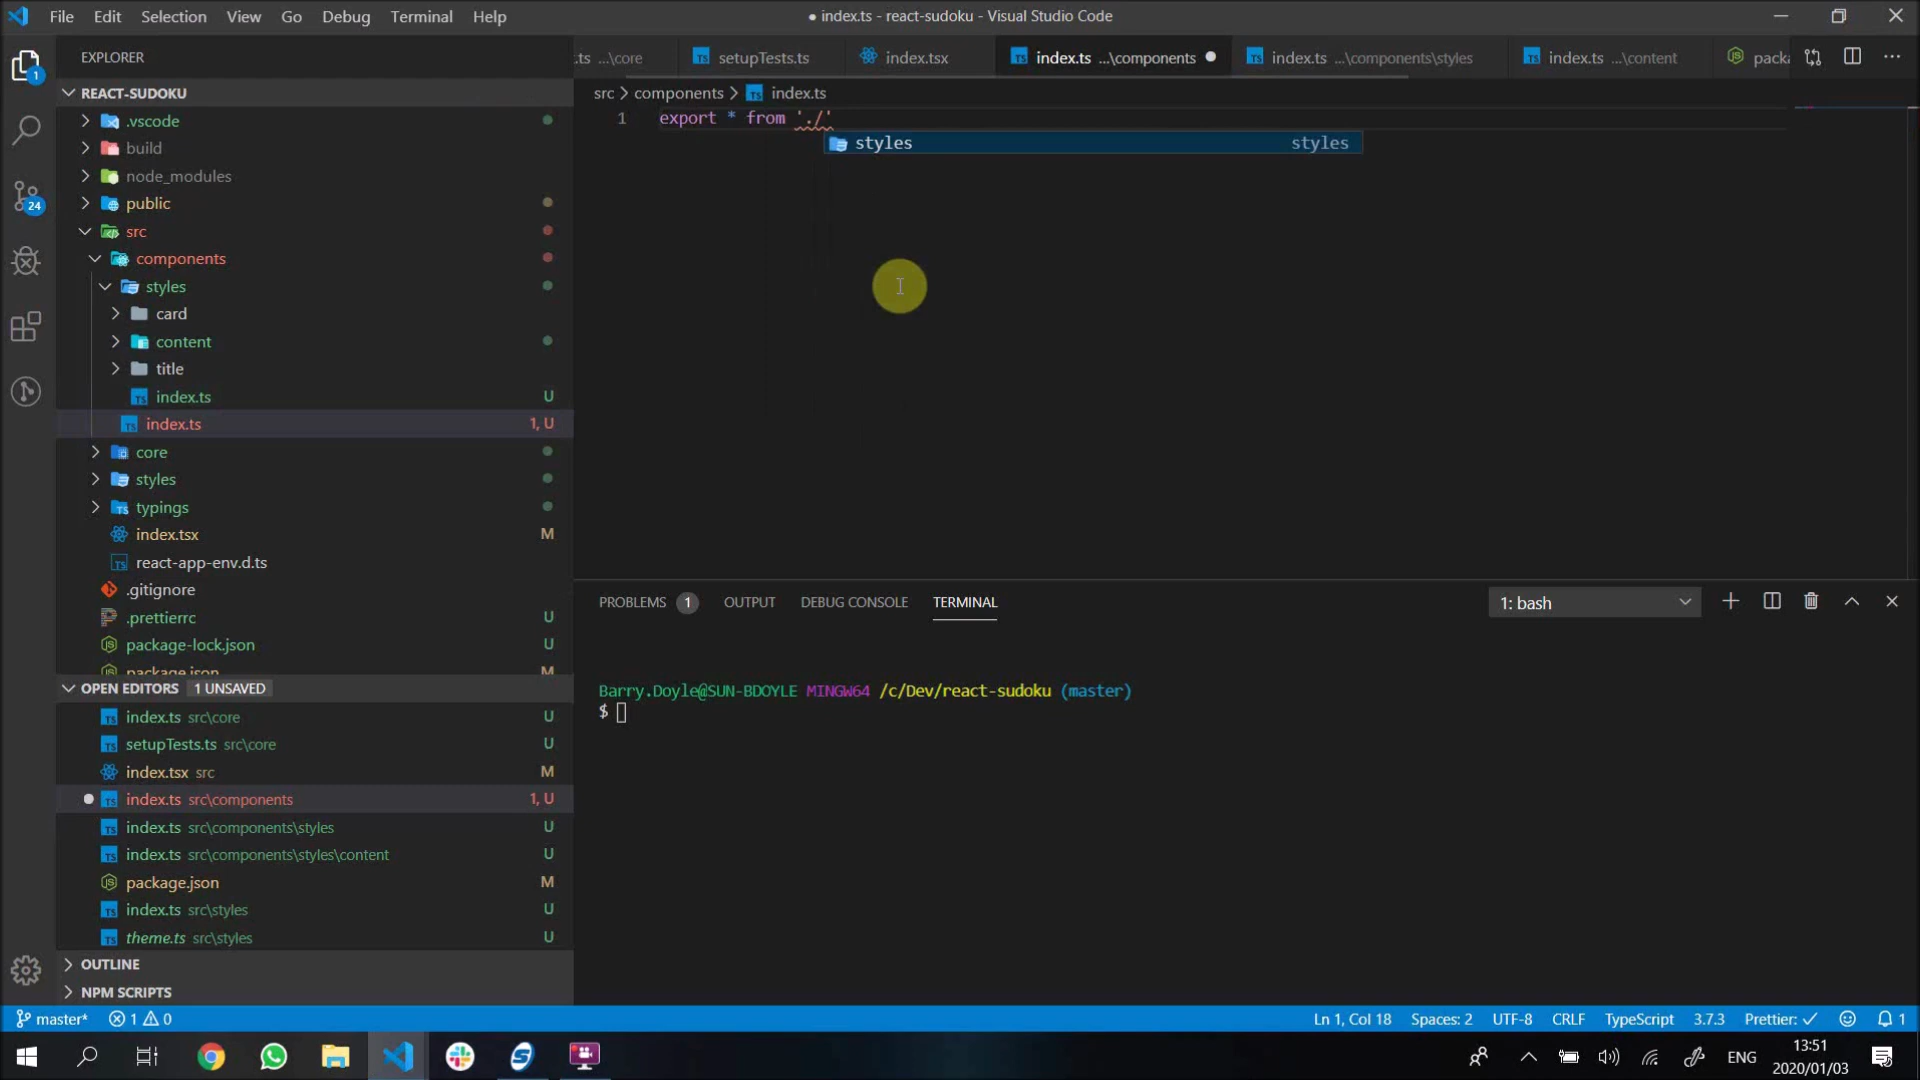 File Edit Selection View Go Debug Terminal Help
● index.ts - react-sudoku - Visual Studio Code
EXPLORER
.ts ...\core
setupTests.ts
index.tsx
index.ts ...\components
index.ts ...\components\styles
index.ts ...\content
packa
1
REACT-SUDOKU
src > components > index.ts
1 export * from './'
styles styles
.vscode
build
node_modules
public
24
src
components
styles
card
content
title
index.ts U
index.ts 1, U
core
styles
typings
index.tsx M
react-app-env.d.ts
.gitignore
.prettierrc U
package-lock.json U
package.json M
PROBLEMS 1 OUTPUT DEBUG CONSOLE TERMINAL
1: bash
Barry.Doyle@SUN-BDOYLE MINGW64 /c/Dev/react-sudoku (master)
$
OPEN EDITORS 1 UNSAVED
index.ts src\core U
setupTests.ts src\core U
index.tsx src M
index.ts src\components 1, U
index.ts src\components\styles U
index.ts src\components\styles\content U
package.json M
index.ts src\styles U
theme.ts src\styles U
OUTLINE
NPM SCRIPTS
master* 1 0
Ln 1, Col 18 Spaces: 2 UTF-8 CRLF TypeScript 3.7.3 Prettier: ✓ 1
ENG
13:51
2020/01/03